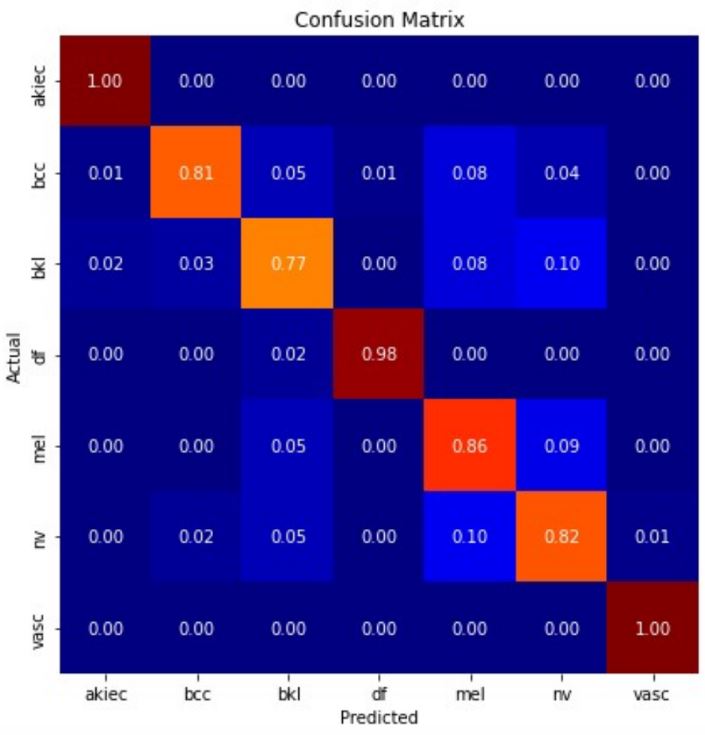 Confusion Matrix
akiec 1.00 0.00 0.00 0.00 0.00 0.00 0.00
bcc 0.01 0.81 0.05 0.01 0.08 0.04 0.00
bkl 0.02 0.03 0.77 0.00 0.08 0.10 0.00
df 0.00 0.00 0.02 0.98 0.00 0.00 0.00
mel 0.00 0.00 0.05 0.00 0.86 0.09 0.00
nv 0.00 0.02 0.05 0.00 0.10 0.82 0.01
vasc 0.00 0.00 0.00 0.00 0.00 0.00 1.00
Actual
akiec bcc bkl df mel nv vasc
Predicted